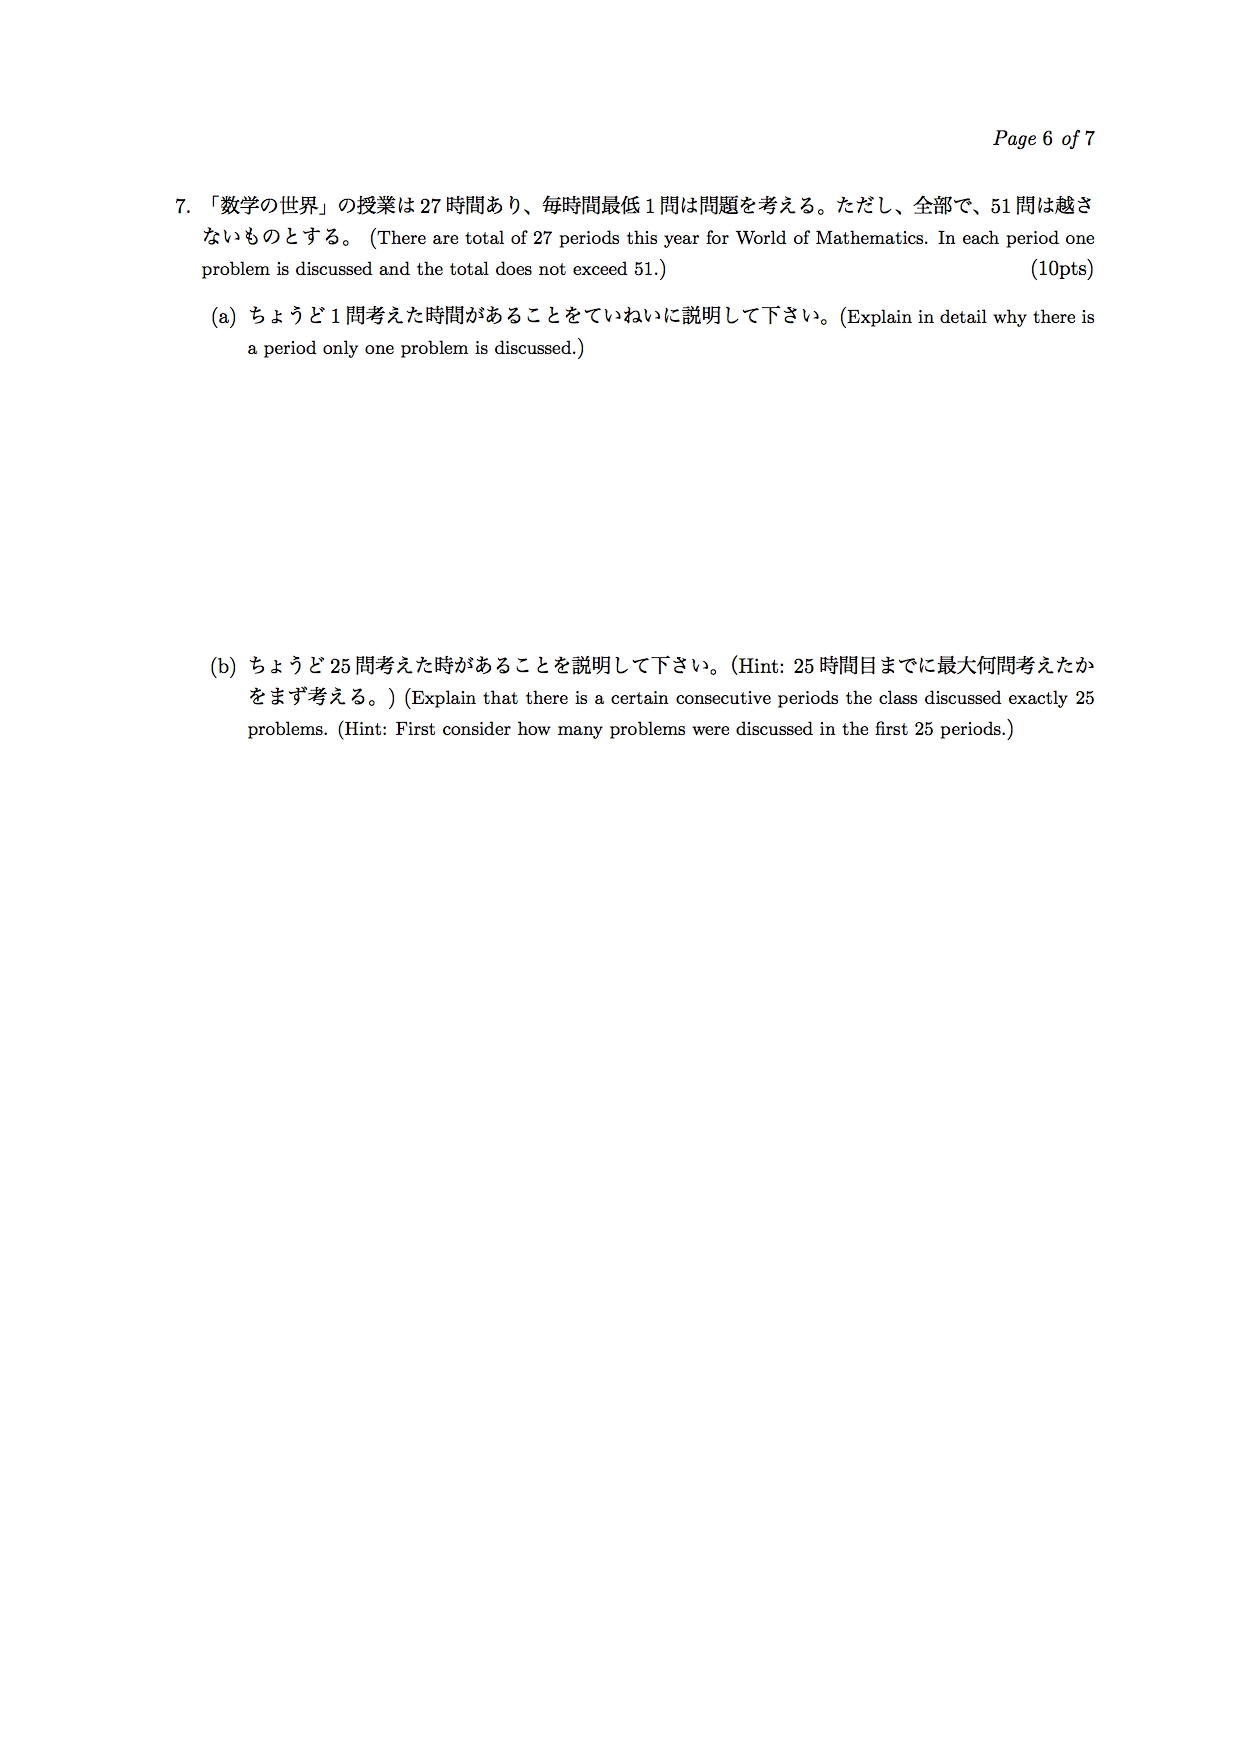 Page 6 of 7
7. 「数学の世界」の授業は 27 時間あり、毎時間最低 1 問は問題を考える。ただし、全部で、51 問は越さ
ないものとする。 (There are total of 27 periods this year for World of Mathematics. In each period one
problem is discussed and the total does not exceed 51.) (10pts)
(a) ちょうど 1 問考えた時間があることをていねいに説明して下さい。(Explain in detail why there is
a period only one problem is discussed.)
(b) ちょうど 25 問考えた時があることを説明して下さい。(Hint: 25 時間目までに最大何問考えたか
をまず考える。) (Explain that there is a certain consecutive periods the class discussed exactly 25
problems. (Hint: First consider how many problems were discussed in the first 25 periods.)